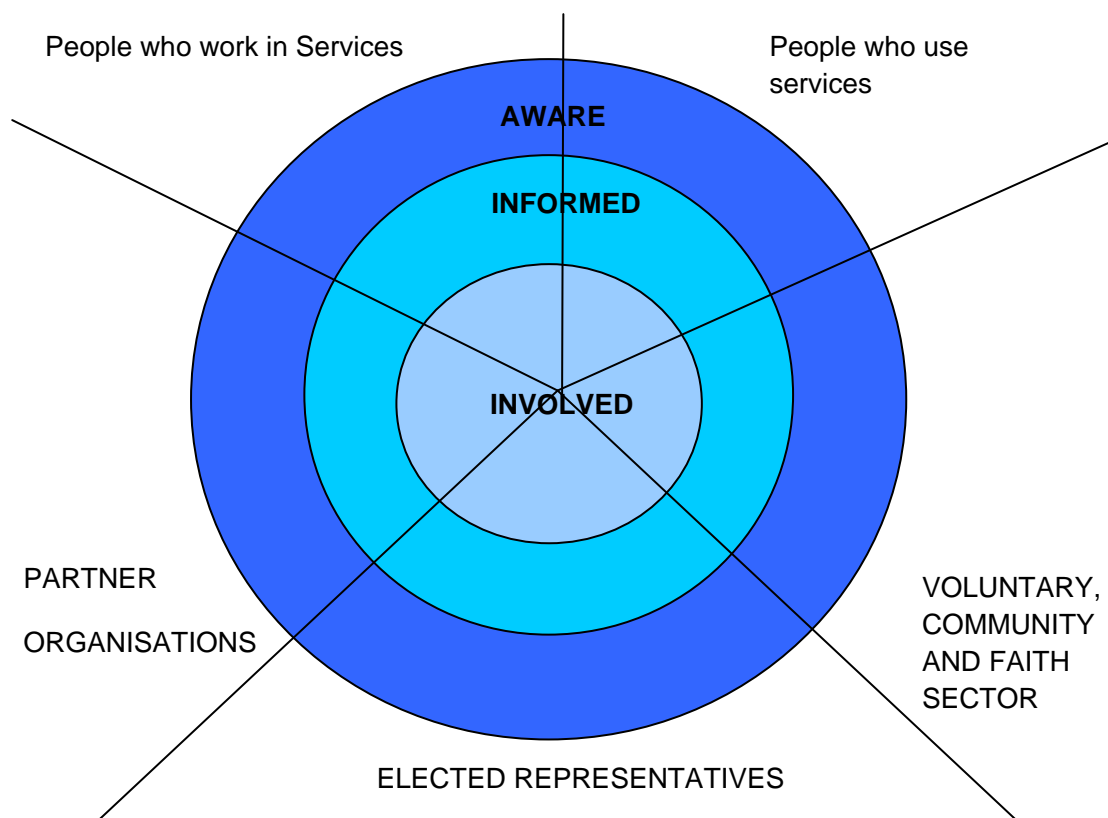 People who work in Services
People who use
services
AWARE
INFORMED
INVOLVED
PARTNER
ORGANISATIONS
VOLUNTARY,
COMMUNITY
AND FAITH
SECTOR
ELECTED REPRESENTATIVES